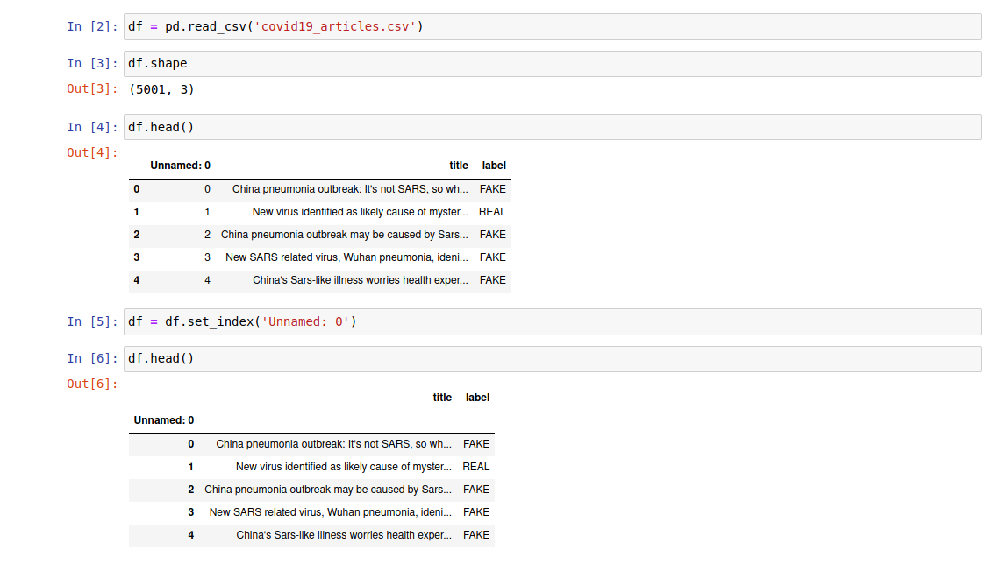 In [2]: df = pd.read_csv('covid19_articles.csv')
In [3]: df.shape
Out[3]: (5001, 3)
In [4]: df.head()
Out[4]:
Unnamed: 0 title label
0 0 China pneumonia outbreak: It's not SARS, so wh... FAKE
1 1 New virus identified as likely cause of myster... REAL
2 2 China pneumonia outbreak may be caused by Sars... FAKE
3 3 New SARS related virus, Wuhan pneumonia, ideni... FAKE
4 4 China's Sars-like illness worries health exper... FAKE
In [5]: df = df.set_index('Unnamed: 0')
In [6]: df.head()
Out[6]:
title label
Unnamed: 0
0 China pneumonia outbreak: It's not SARS, so wh... FAKE
1 New virus identified as likely cause of myster... REAL
2 China pneumonia outbreak may be caused by Sars... FAKE
3 New SARS related virus, Wuhan pneumonia, ideni... FAKE
4 China's Sars-like illness worries health exper... FAKE